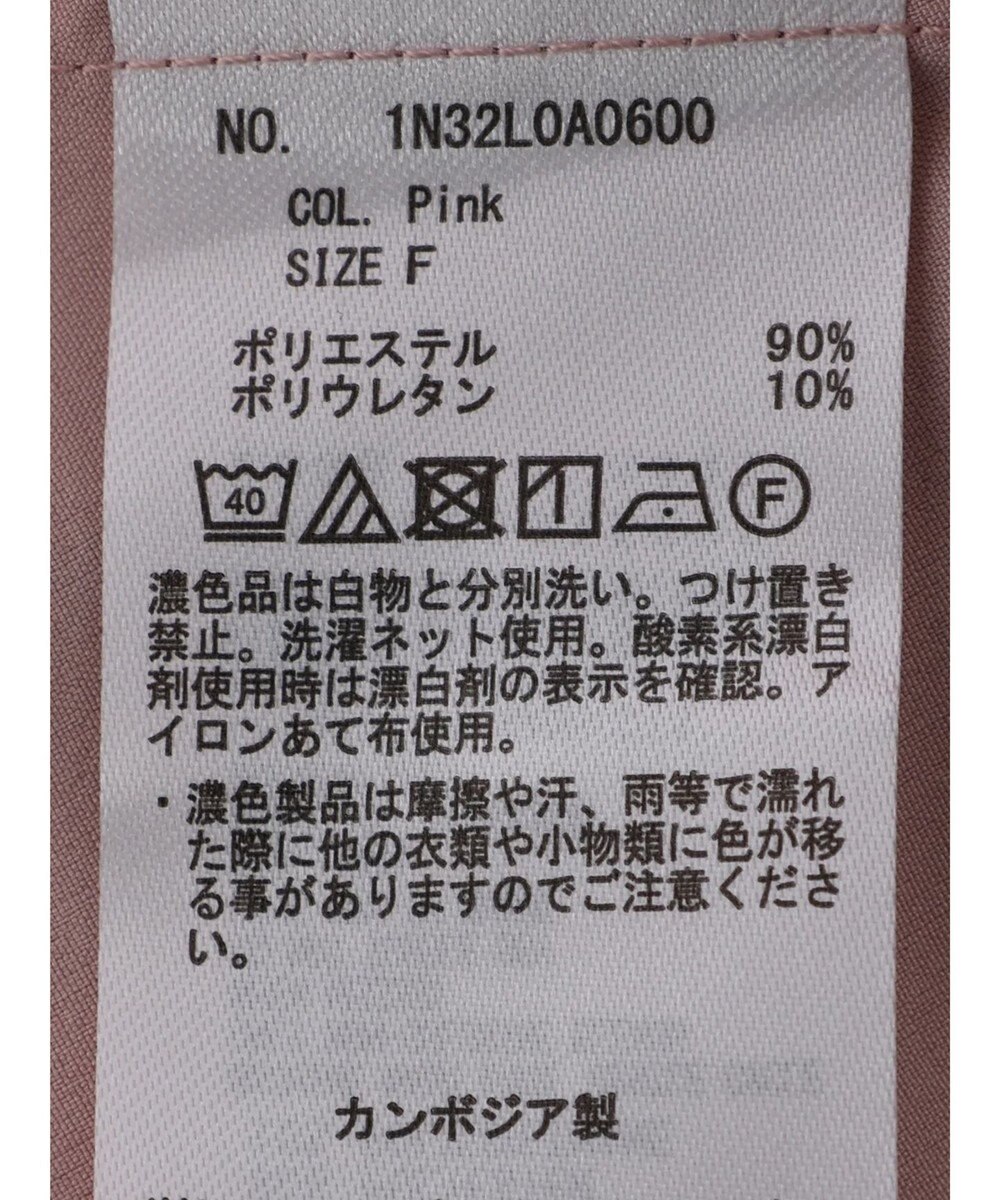 NO. 1N32L0A0600
COL. Pink
SIZE F
ポリエステル 90%
ポリウレタン 10%
40
F
濃色品は白物と分別洗い。つけ置き
禁止。洗濯ネット使用。酸素系漂白
剤使用時は漂白剤の表示を確認。ア
イロンあて布使用。
・濃色製品は摩擦や汗、雨等で濡れ
た際に他の衣類や小物類に色が移
る事がありますのでご注意くださ
い。
カンボジア製